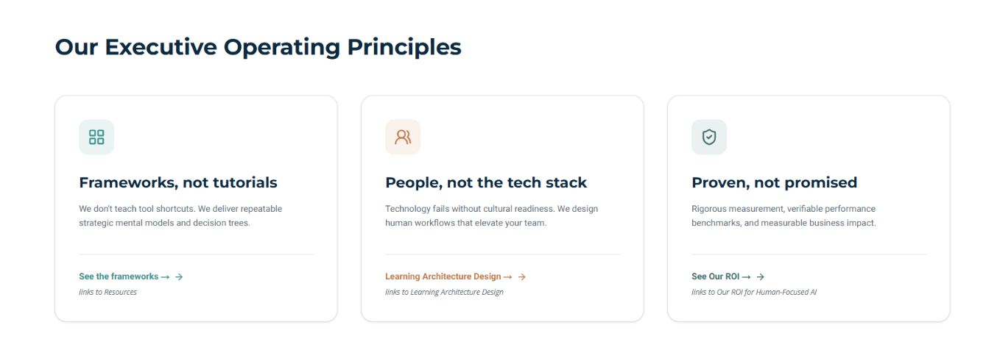 Our Executive Operating Principles
Frameworks, not tutorials
We don't teach tool shortcuts. We deliver repeatable
strategic mental models and decision trees.
See the frameworks → →
links to Resources
People, not the tech stack
Technology fails without cultural readiness. We design
human workflows that elevate your team.
Learning Architecture Design → →
links to Learning Architecture Design
Proven, not promised
Rigorous measurement, verifiable performance
benchmarks, and measurable business impact.
See Our ROI → →
links to Our ROI for Human-Focused AI